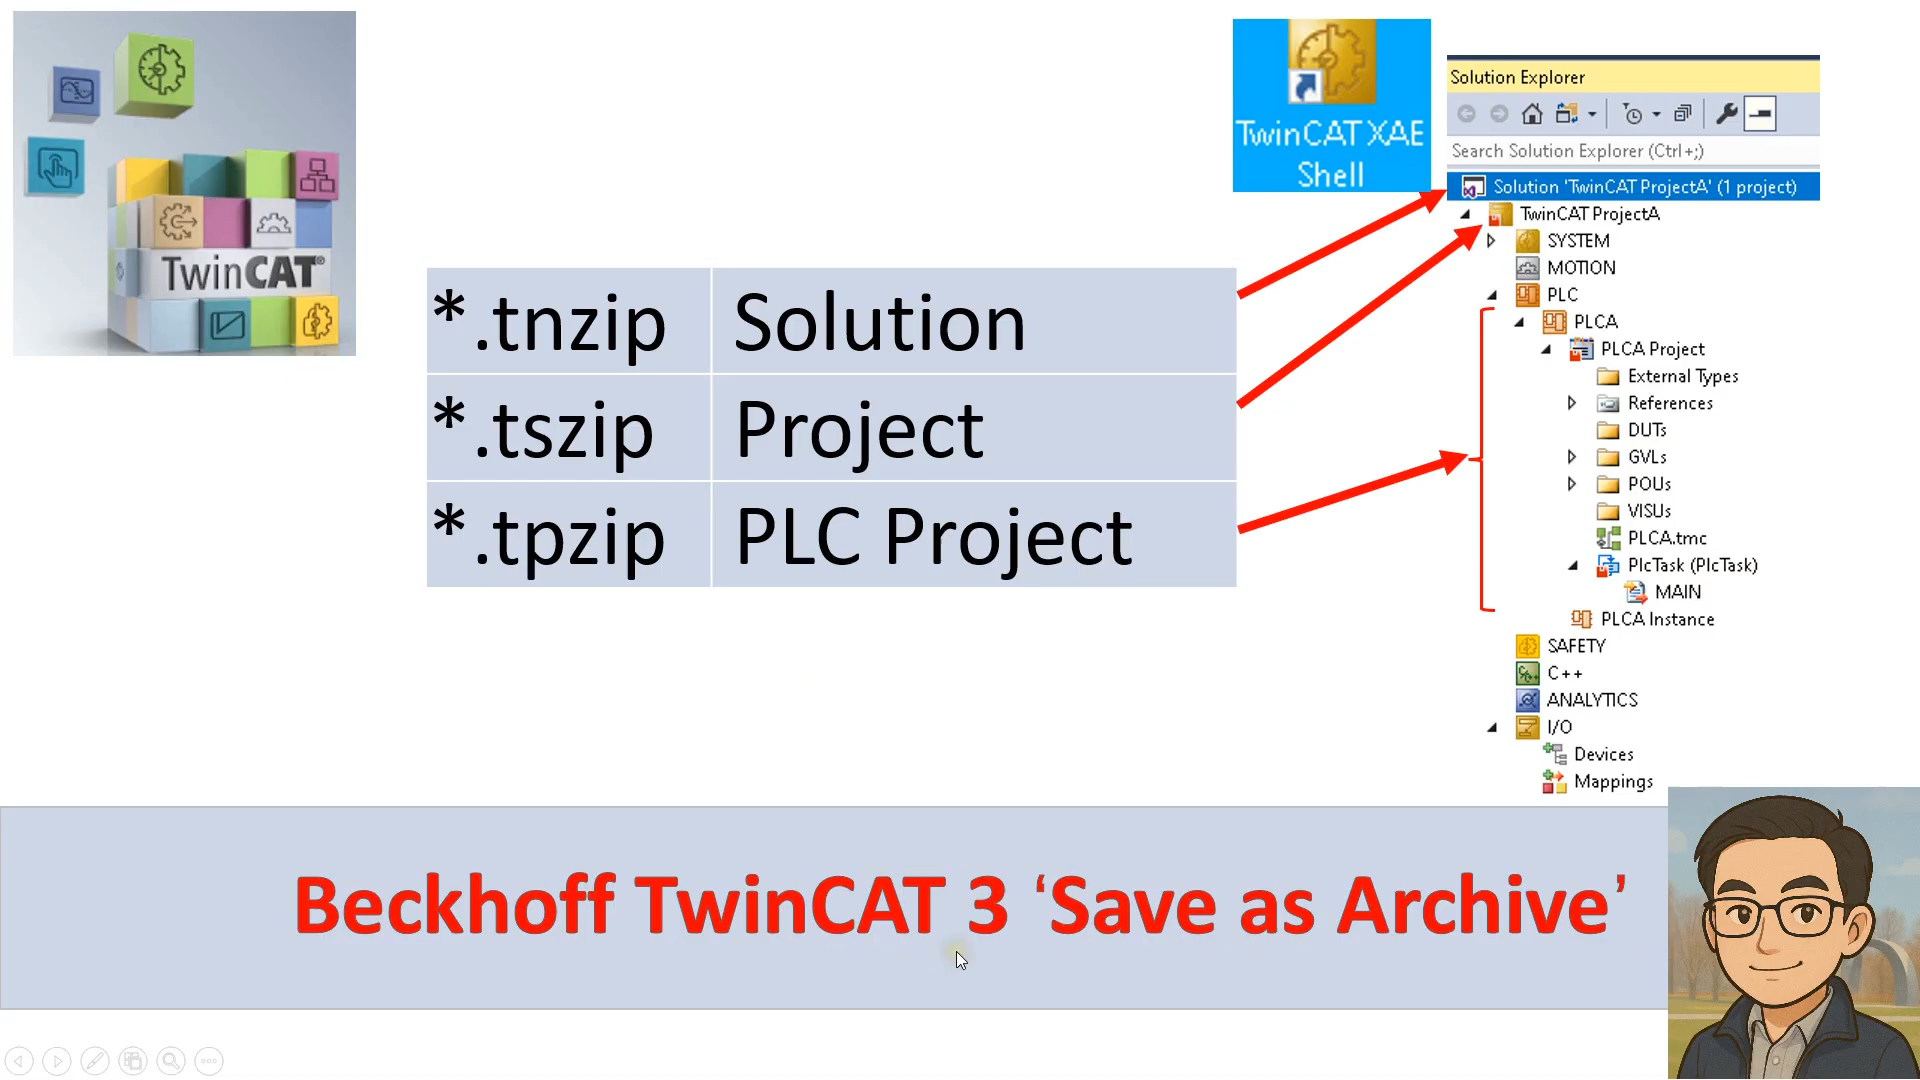 TwinCAT®
TwinCAT XAE
Shell
*.tnzip Solution
*.tszip Project
*.tpzip PLC Project
Solution Explorer
Search Solution Explorer (Ctrl+;)
Solution 'TwinCAT ProjectA' (1 project)
TwinCAT ProjectA
SYSTEM
MOTION
PLC
PLCA
PLCA Project
External Types
References
DUTs
GVLs
POUs
VISUs
PLCA.tmc
PlcTask (PlcTask)
MAIN
PLCA Instance
SAFETY
C++
ANALYTICS
I/O
Devices
Mappings
Beckhoff TwinCAT 3 ‘Save as Archive’